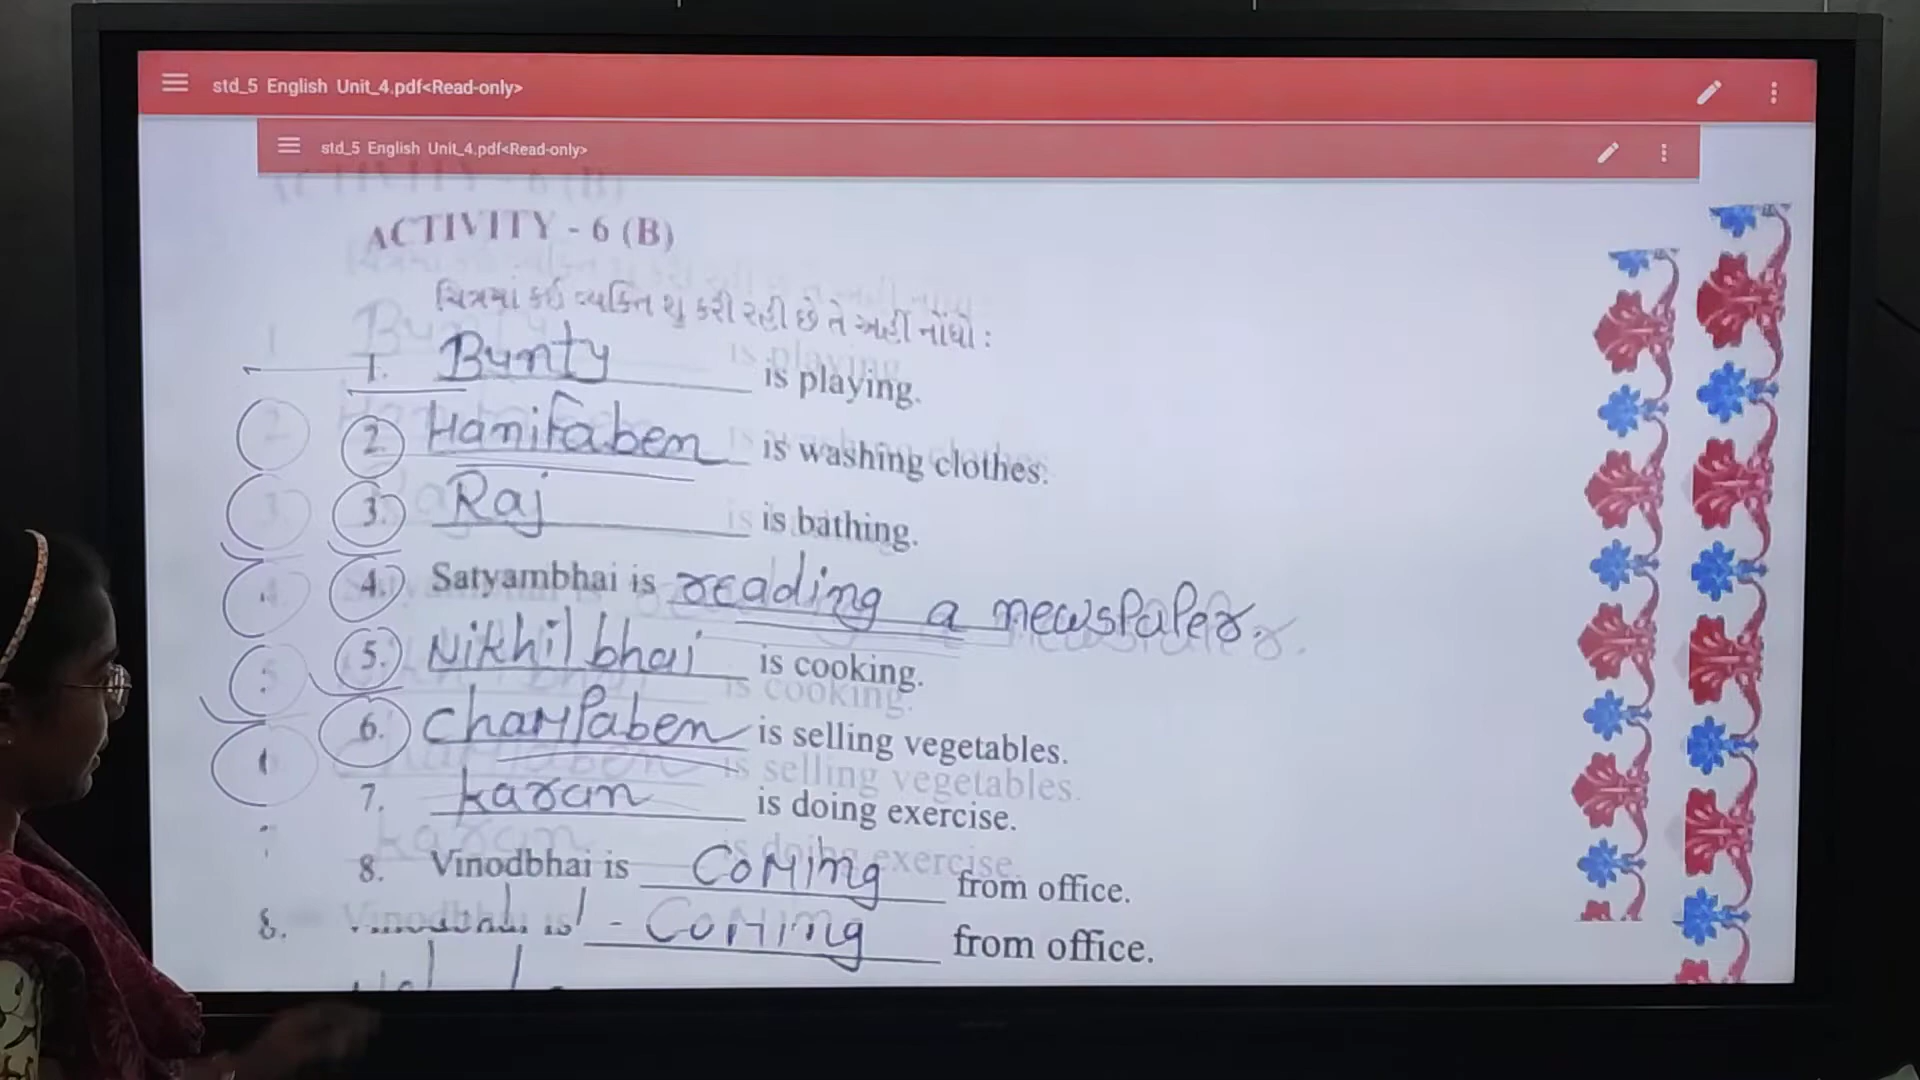 std_5 English Unit_4.pdf<Read-only>
std_5 English Unit_4.pdf<Read-only>
ACTIVITY - 6 (B)
ચિત્રમાં કઈ વ્યક્તિ શું કરી રહી છે તે અહીં નોંધો :
1. Bunty is playing.
2. Hanifaben is washing clothes.
3. Raj is bathing.
4. Satyambhai is reading a newspaper.
5. Nikhilbhai is cooking.
6. Champaben is selling vegetables.
7. karan is doing exercise.
8. Vinodbhai is coming from office.
8. Vinodbhai is coming from office.